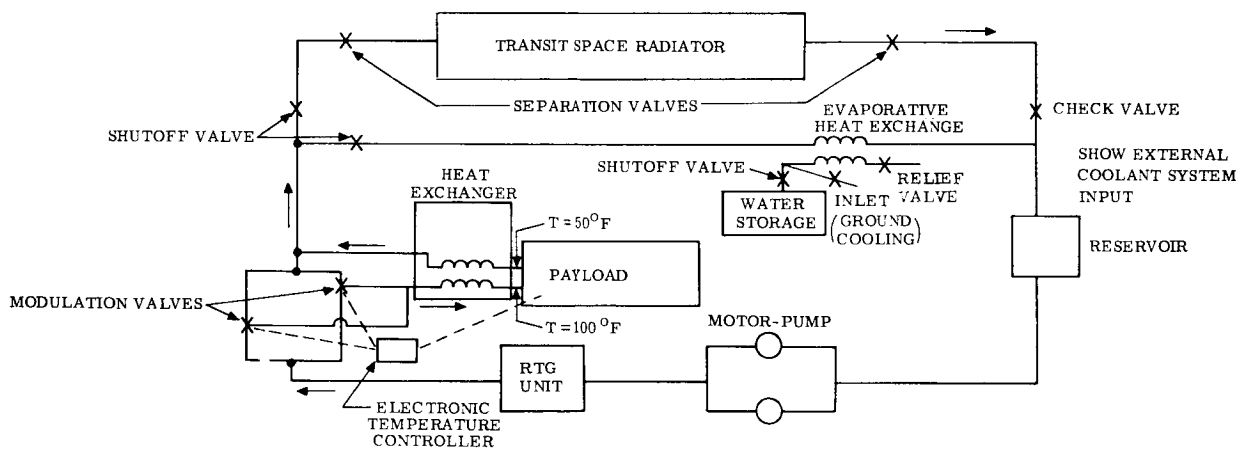 TRANSIT SPACE RADIATOR
SEPARATION VALVES
SHUTOFF VALVE
EVAPORATIVE
HEAT EXCHANGE
CHECK VALVE
SHUTOFF VALVE
RELIEF
VALVE
WATER
STORAGE
INLET
(GROUND
COOLING)
SHOW EXTERNAL
COOLANT SYSTEM
INPUT
RESERVOIR
HEAT
EXCHANGER
T = 50°F
PAYLOAD
T = 100°F
MODULATION VALVES
MOTOR-PUMP
RTG
UNIT
ELECTRONIC
TEMPERATURE
CONTROLLER